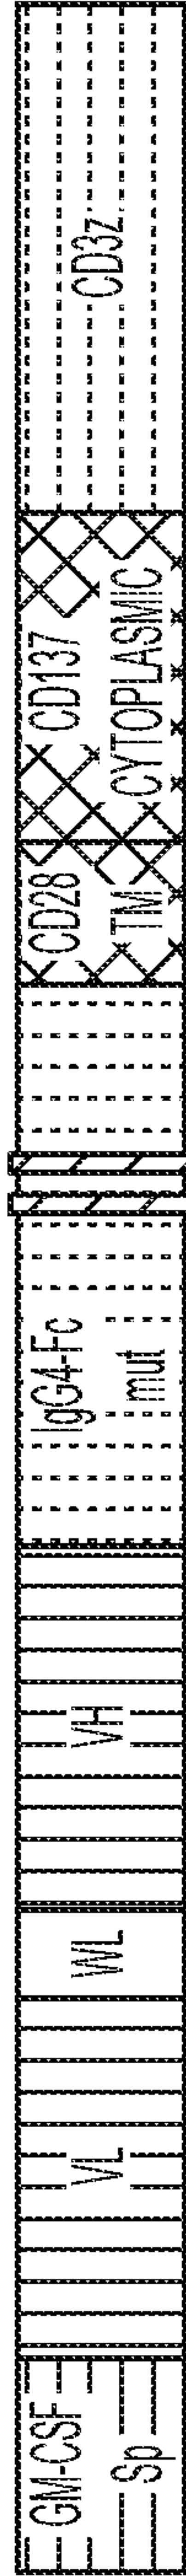 GM-CSF
Sp
VL
WL
VH
IgG4-Fc
mut
CD28
TM
CD137
CYTOPLASMIC
CD3z